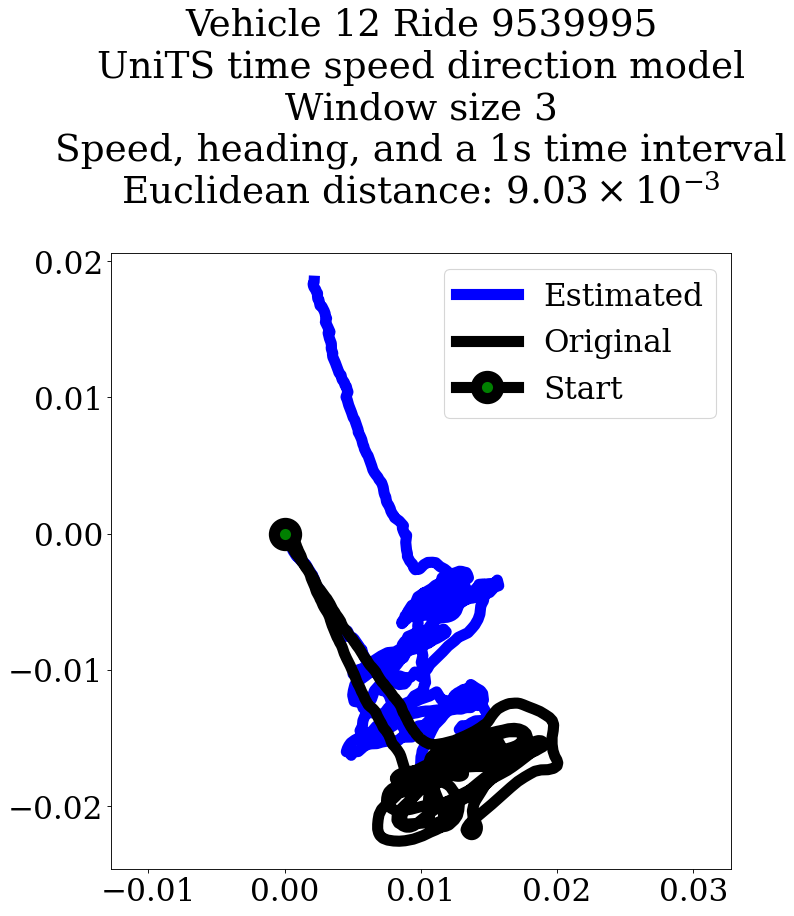 Vehicle 12 Ride 9539995
UniTS time speed direction model
Window size 3
Speed, heading, and a 1s time interval
Euclidean distance: 9.03 × 10⁻³
0.02
0.01
0.00
−0.01
−0.02
Estimated
Original
Start
−0.01 0.00 0.01 0.02 0.03